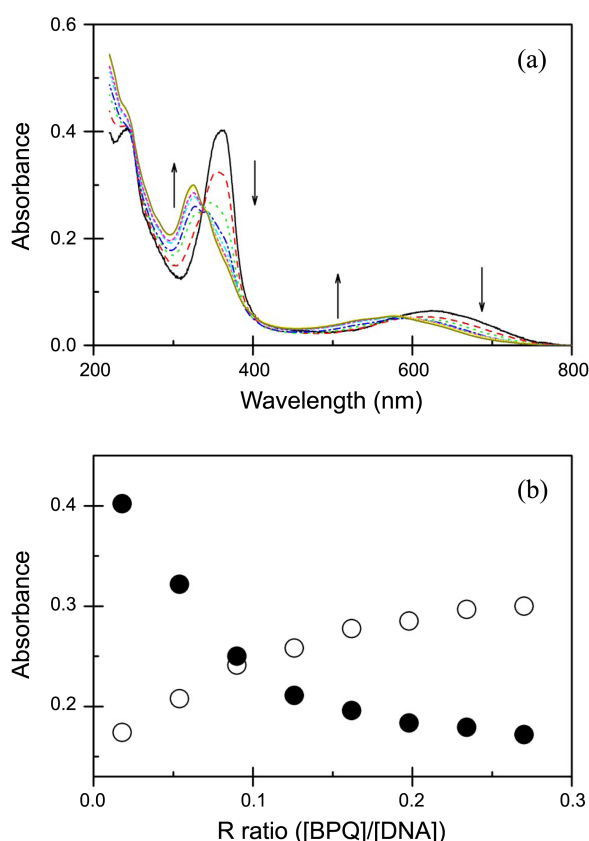 0.6
(a)
0.4
Absorbance
0.2
0.0
200 400 600 800
Wavelength (nm)
(b)
0.4
Absorbance
0.3
0.2
0.0 0.1 0.2 0.3
R ratio ([BPQ]/[DNA])